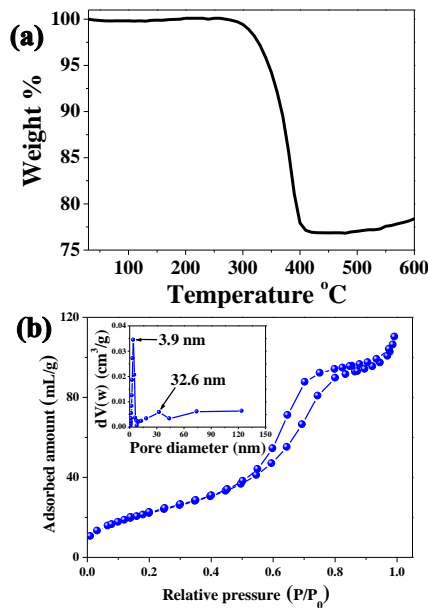 (a)
Weight %
100
95
90
85
80
75
100 200 300 400 500 600
Temperature °C
(b)
Adsorbed amount (mL/g)
120
80
40
0
0.0 0.2 0.4 0.6 0.8 1.0
Relative pressure (P/P0)
dV(w) (cm³/g)
0.04
0.03
0.02
0.01
0.00
3.9 nm
32.6 nm
0 30 60 90 120 150
Pore diameter (nm)